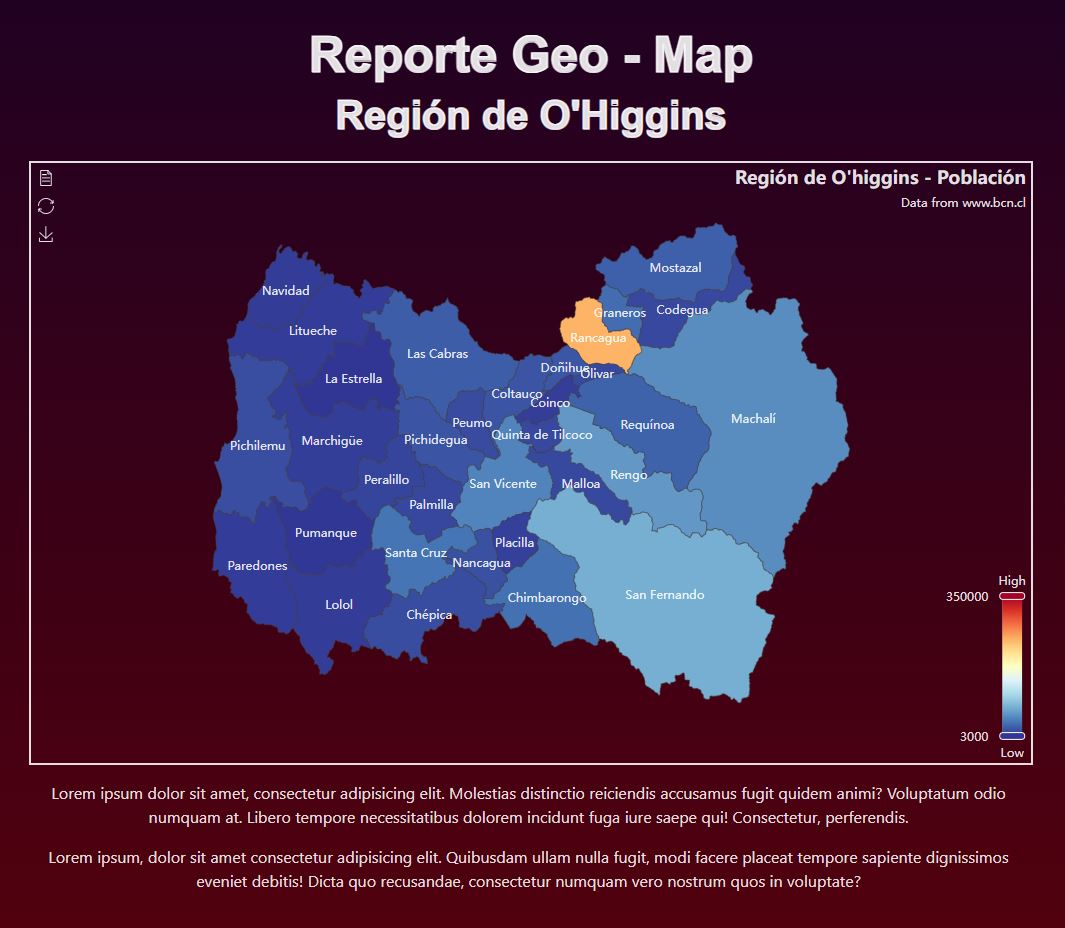 Reporte Geo - Map
Región de O'Higgins
Región de O'higgins - Población
Data from www.bcn.cl
Mostazal
Navidad
Codegua
Graneros
Litueche
Rancagua
Las Cabras
Doñihue
Olivar
La Estrella
Coltauco
Coinco
Machalí
Peumo
Requínoa
Quinta de Tilcoco
Marchigüe
Pichidegua
Pichilemu
Rengo
Peralillo
San Vicente
Malloa
Palmilla
Pumanque
Placilla
Santa Cruz
Nancagua
Paredones
High
San Fernando
350000
Chimbarongo
Lolol
Chépica
3000
Low
Lorem ipsum dolor sit amet, consectetur adipisicing elit. Molestias distinctio reiciendis accusamus fugit quidem animi? Voluptatum odio
numquam at. Libero tempore necessitatibus dolorem incidunt fuga iure saepe qui! Consectetur, perferendis.
Lorem ipsum, dolor sit amet consectetur adipisicing elit. Quibusdam ullam nulla fugit, modi facere placeat tempore sapiente dignissimos
eveniet debitis! Dicta quo recusandae, consectetur numquam vero nostrum quos in voluptate?